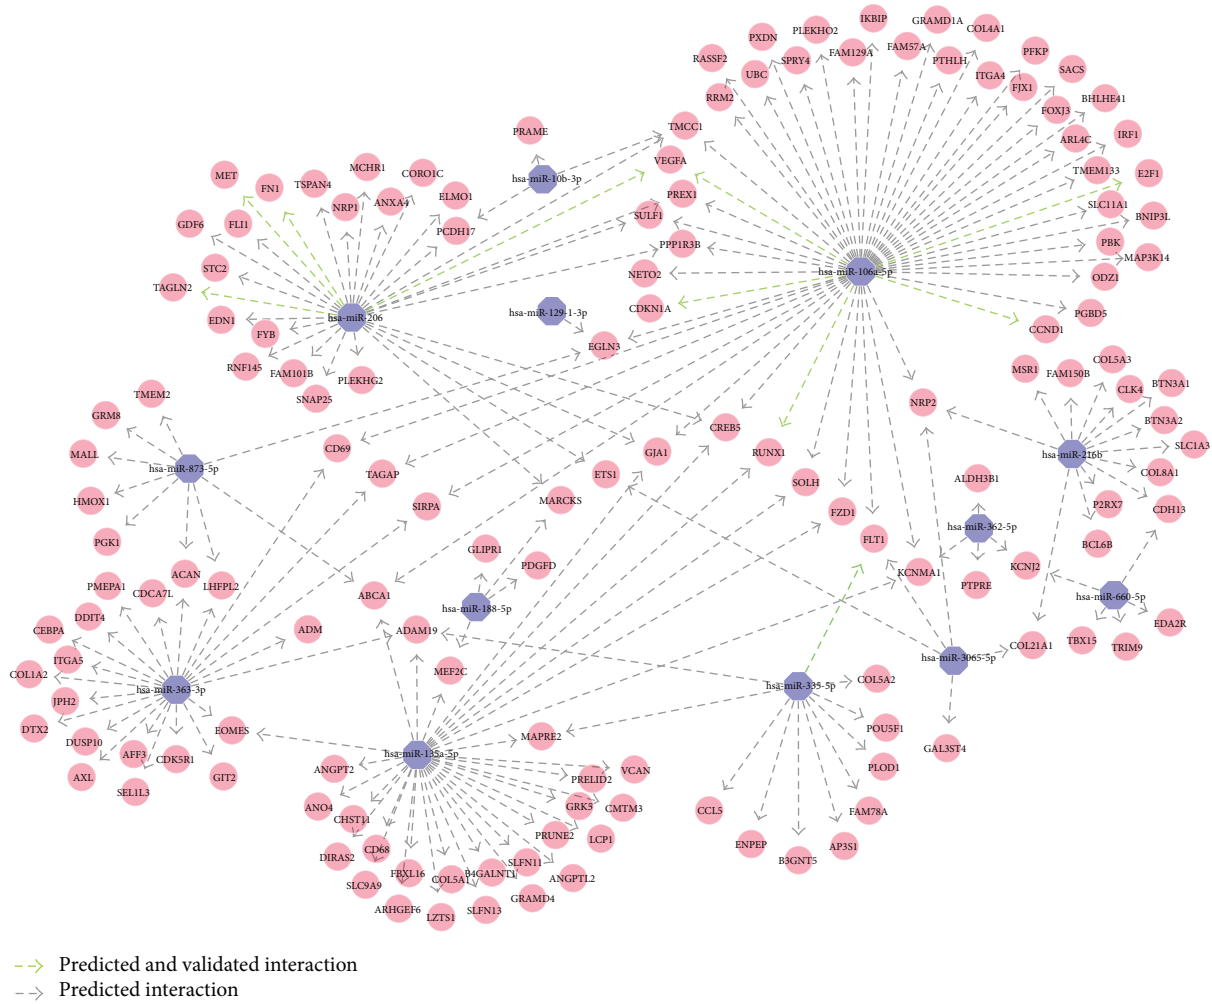 IKBIP
GRAMD1A
COL4A1
PLEKHO2
PXDN
FAM57A
PFKP
RASSF2
SPRY4
FAM129A
PTHLH
SACS
UBC
ITGA4
FJX1
RRM2
BHLHE41
FOXJ3
TMCC1
ARL4C
IRF1
PRAME
VEGFA
TMEM133
E2F1
MCHR1
CORO1C
MET
FN1
TSPAN4
hsa-miR-10b-3p
ELMO1
NRP1
ANXA4
PREX1
SULF1
SLC11A1
BNIP3L
GDF6
FLI1
PCDH17
PPP1R3B
PBK
MAP3K14
STC2
NETO2
hsa-miR-106a-5p
ODZ1
TAGLN2
CDKN1A
EDN1
hsa-miR-206
hsa-miR-129-1-3p
PGBD5
FYB
CCND1
EGLN3
RNF145
FAM101B
PLEKHG2
SNAP25
MSR1
FAM150B
COL5A3
CLK4
BTN3A1
TMEM2
NRP2
GRM8
BTN3A2
CREB5
MALL
CD69
GJA1
RUNX1
hsa-miR-216b
SLC1A3
hsa-miR-873-5p
TAGAP
ETS1
SOLH
ALDH3B1
COL8A1
HMOX1
SIRPA
MARCKS
FZD1
P2RX7
CDH13
hsa-miR-362-5p
PGK1
GLIPR1
FLT1
BCL6B
PMEPA1
CDCA7L
ACAN
LHFPL2
PDGFD
KCNMA1
KCNJ2
PTPRE
ABCA1
hsa-miR-188-5p
hsa-miR-660-5p
DDIT4
CEBPA
ADM
ADAM19
EDA2R
TBX15
TRIM9
COL21A1
ITGA5
COL1A2
MEF2C
hsa-miR-3065-5p
hsa-miR-363-3p
hsa-miR-335-5p
COL5A2
JPH2
DTX2
EOMES
POU5F1
DUSP10
MAPRE2
AFF3
CDK5R1
hsa-miR-135a-5p
GAL3ST4
AXL
GIT2
ANGPT2
PRELID2
VCAN
PLOD1
SEL1L3
ANO4
CHST11
GRK5
CMTM3
CCL5
FAM78A
PRUNE2
LCP1
DIRAS2
CD68
ENPEP
AP3S1
B3GNT5
SLFN11
FBXL16
COL5A1
B4GALNT1
ANGPTL2
SLC9A9
GRAMD4
ARHGEF6
LZTS1
SLFN13
Predicted and validated interaction
Predicted interaction